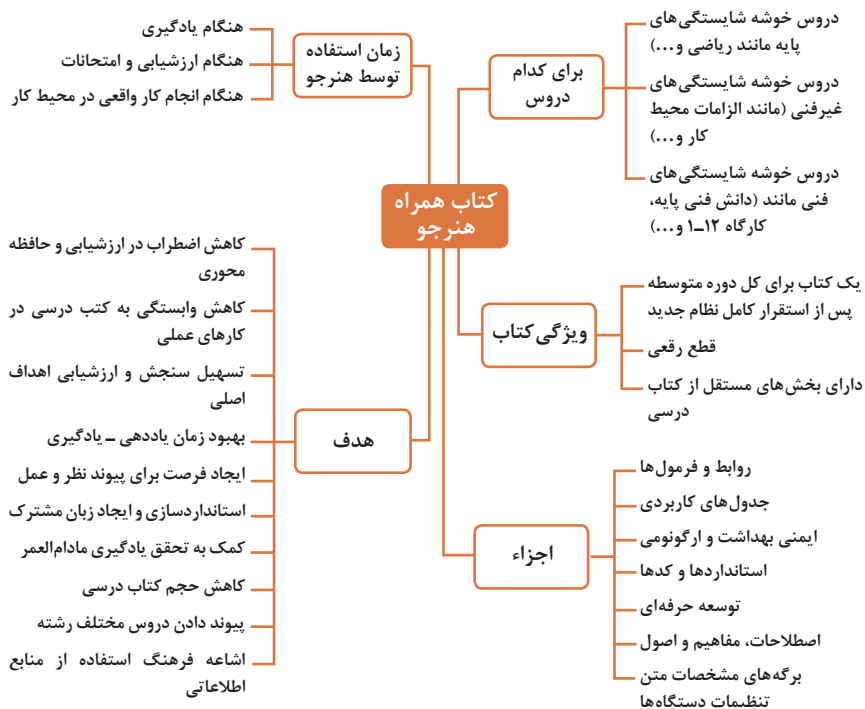 کتاب همراه
هنرجو
برای کدام
دروس
دروس خوشه شایستگی‌های
پایه مانند ریاضی و...)
دروس خوشه شایستگی‌های
غیرفنی (مانند الزامات محیط
کار و...)
دروس خوشه شایستگی‌های
فنی مانند (دانش فنی پایه،
کارگاه ۱۲–۱ و...)
ویژگی کتاب
یک کتاب برای کل دوره متوسطه
پس از استقرار کامل نظام جدید
قطع رقعی
دارای بخش‌های مستقل از کتاب
درسی
اجزاء
روابط و فرمول‌ها
جدول‌های کاربردی
ایمنی بهداشت و ارگونومی
استانداردها و کدها
توسعه حرفه‌ای
اصطلاحات، مفاهیم و اصول
برگه‌های مشخصات متن
تنظیمات دستگاه‌ها
زمان استفاده
توسط هنرجو
هنگام یادگیری
هنگام ارزشیابی و امتحانات
هنگام انجام کار واقعی در محیط کار
هدف
کاهش اضطراب در ارزشیابی و حافظه
محوری
کاهش وابستگی به کتب درسی در
کارهای عملی
تسهیل سنجش و ارزشیابی اهداف
اصلی
بهبود زمان یاددهی – یادگیری
ایجاد فرصت برای پیوند نظر و عمل
استانداردسازی و ایجاد زبان مشترک
کمک به تحقق یادگیری مادام‌العمر
کاهش حجم کتاب درسی
پیوند دادن دروس مختلف رشته
اشاعه فرهنگ استفاده از منابع
اطلاعاتی